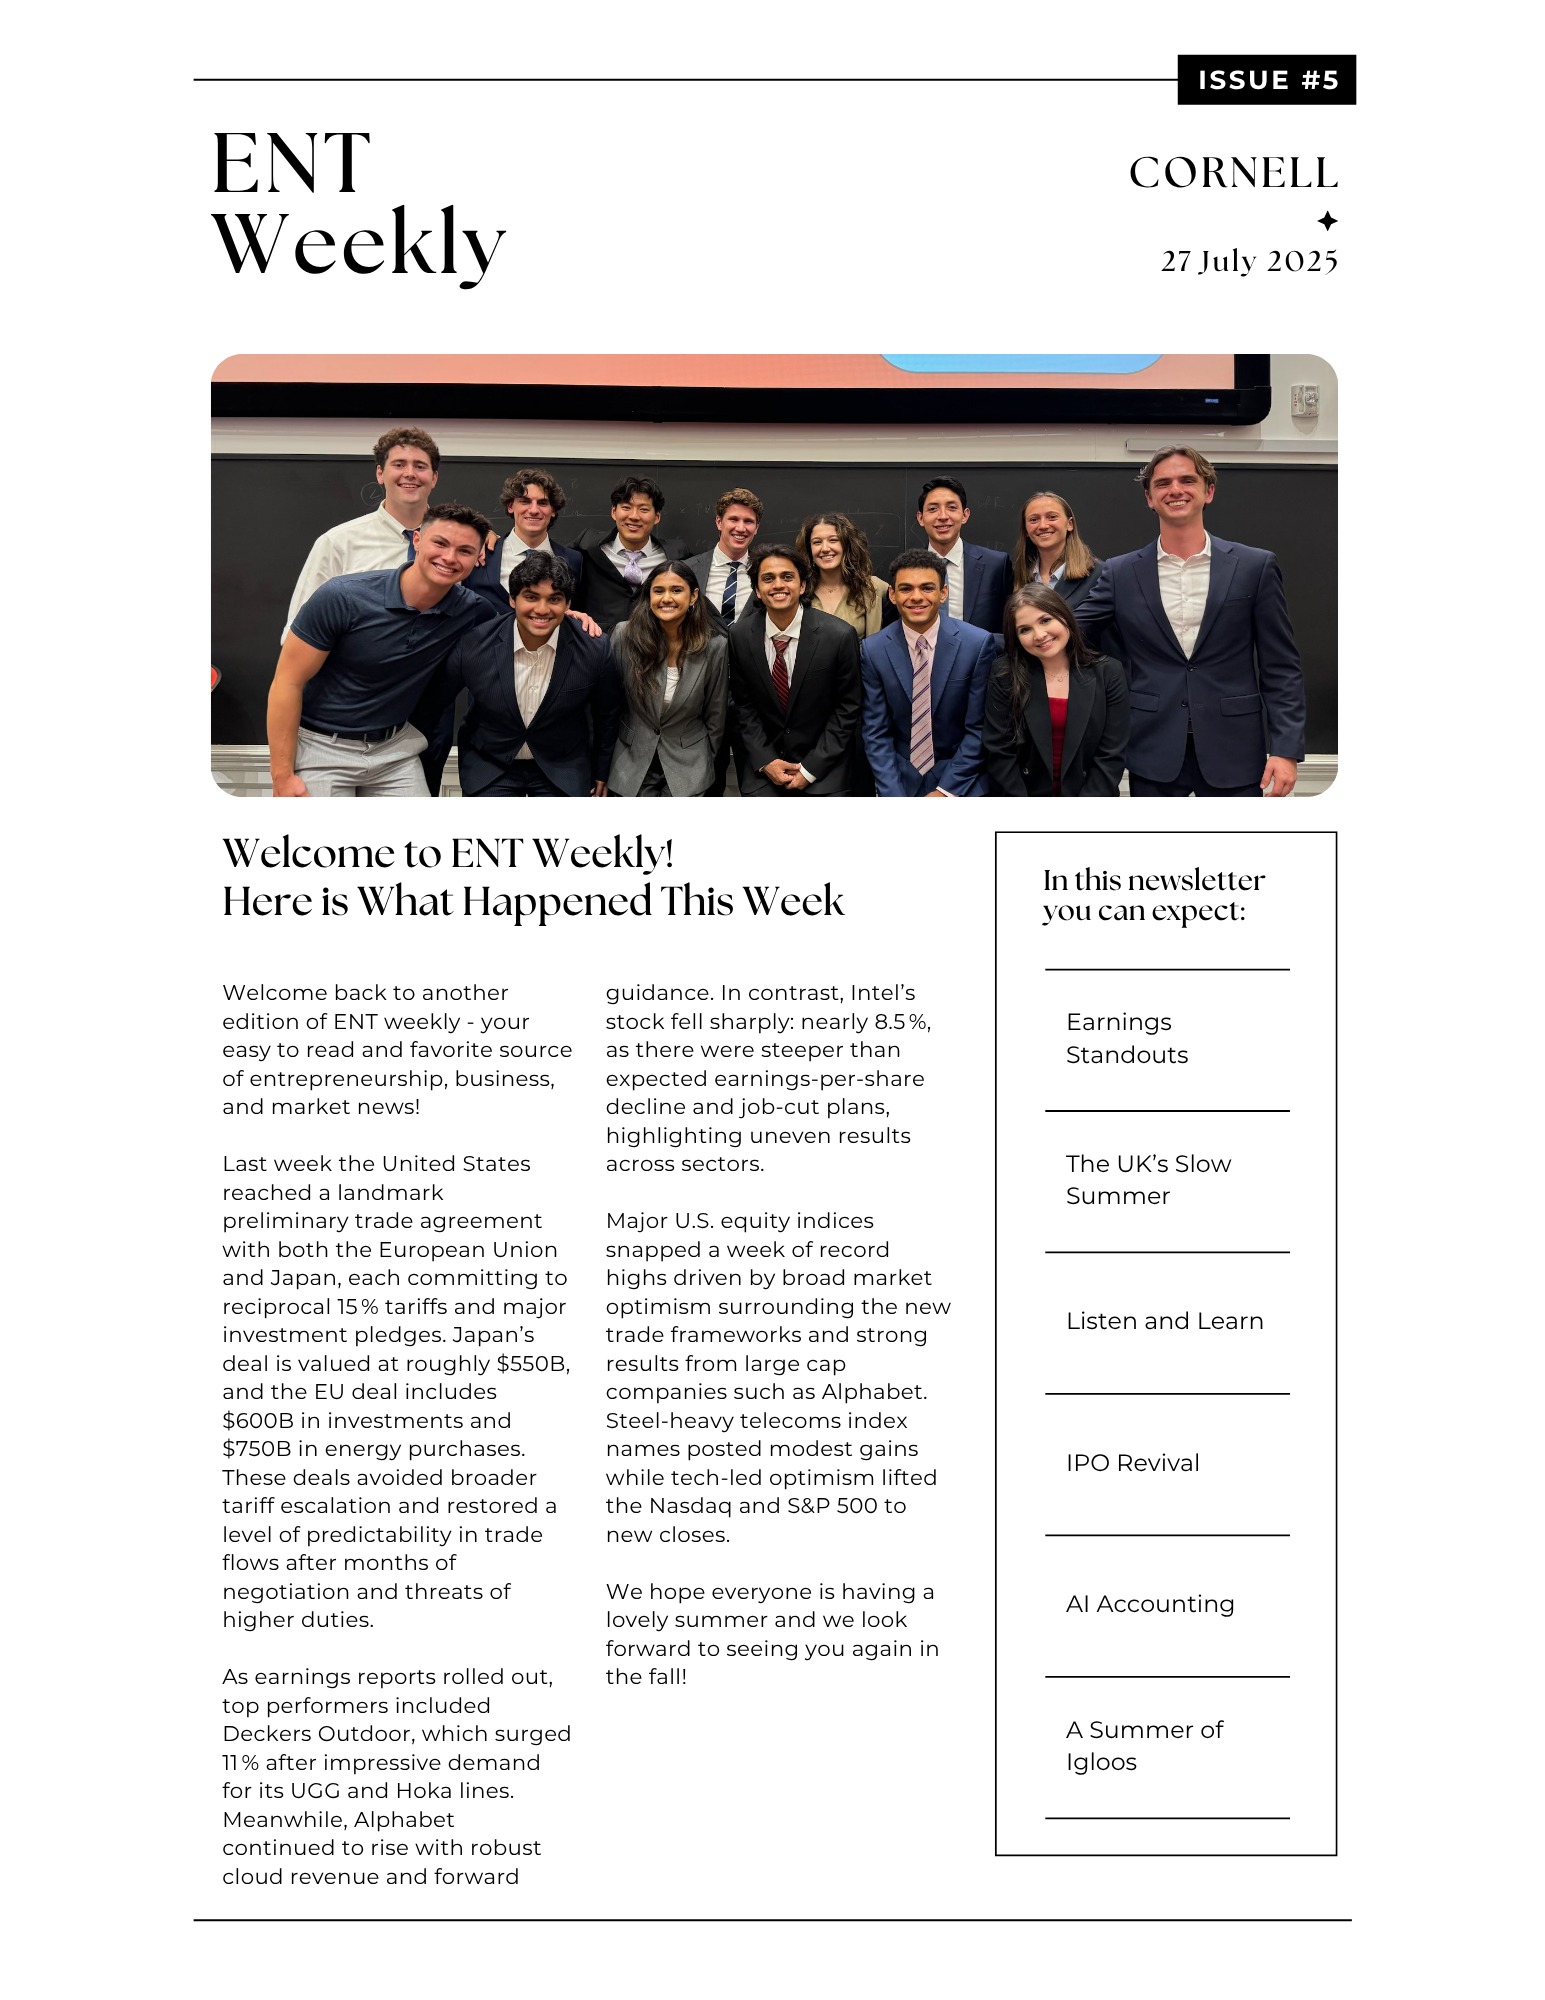 ISSUE #5
ENT
Weekly
CORNELL
27 July 2025
Welcome to ENT Weekly!
Here is What Happened This Week
Welcome back to another
edition of ENT weekly - your
easy to read and favorite source
of entrepreneurship, business,
and market news!
Last week the United States
reached a landmark
preliminary trade agreement
with both the European Union
and Japan, each committing to
reciprocal 15 % tariffs and major
investment pledges. Japan’s
deal is valued at roughly $550B,
and the EU deal includes
$600B in investments and
$750B in energy purchases.
These deals avoided broader
tariff escalation and restored a
level of predictability in trade
flows after months of
negotiation and threats of
higher duties.
As earnings reports rolled out,
top performers included
Deckers Outdoor, which surged
11 % after impressive demand
for its UGG and Hoka lines.
Meanwhile, Alphabet
continued to rise with robust
cloud revenue and forward
guidance. In contrast, Intel’s
stock fell sharply: nearly 8.5 %,
as there were steeper than
expected earnings-per-share
decline and job-cut plans,
highlighting uneven results
across sectors.
Major U.S. equity indices
snapped a week of record
highs driven by broad market
optimism surrounding the new
trade frameworks and strong
results from large cap
companies such as Alphabet.
Steel-heavy telecoms index
names posted modest gains
while tech-led optimism lifted
the Nasdaq and S&P 500 to
new closes.
We hope everyone is having a
lovely summer and we look
forward to seeing you again in
the fall!
In this newsletter
you can expect:
Earnings
Standouts
The UK’s Slow
Summer
Listen and Learn
IPO Revival
AI Accounting
A Summer of
Igloos